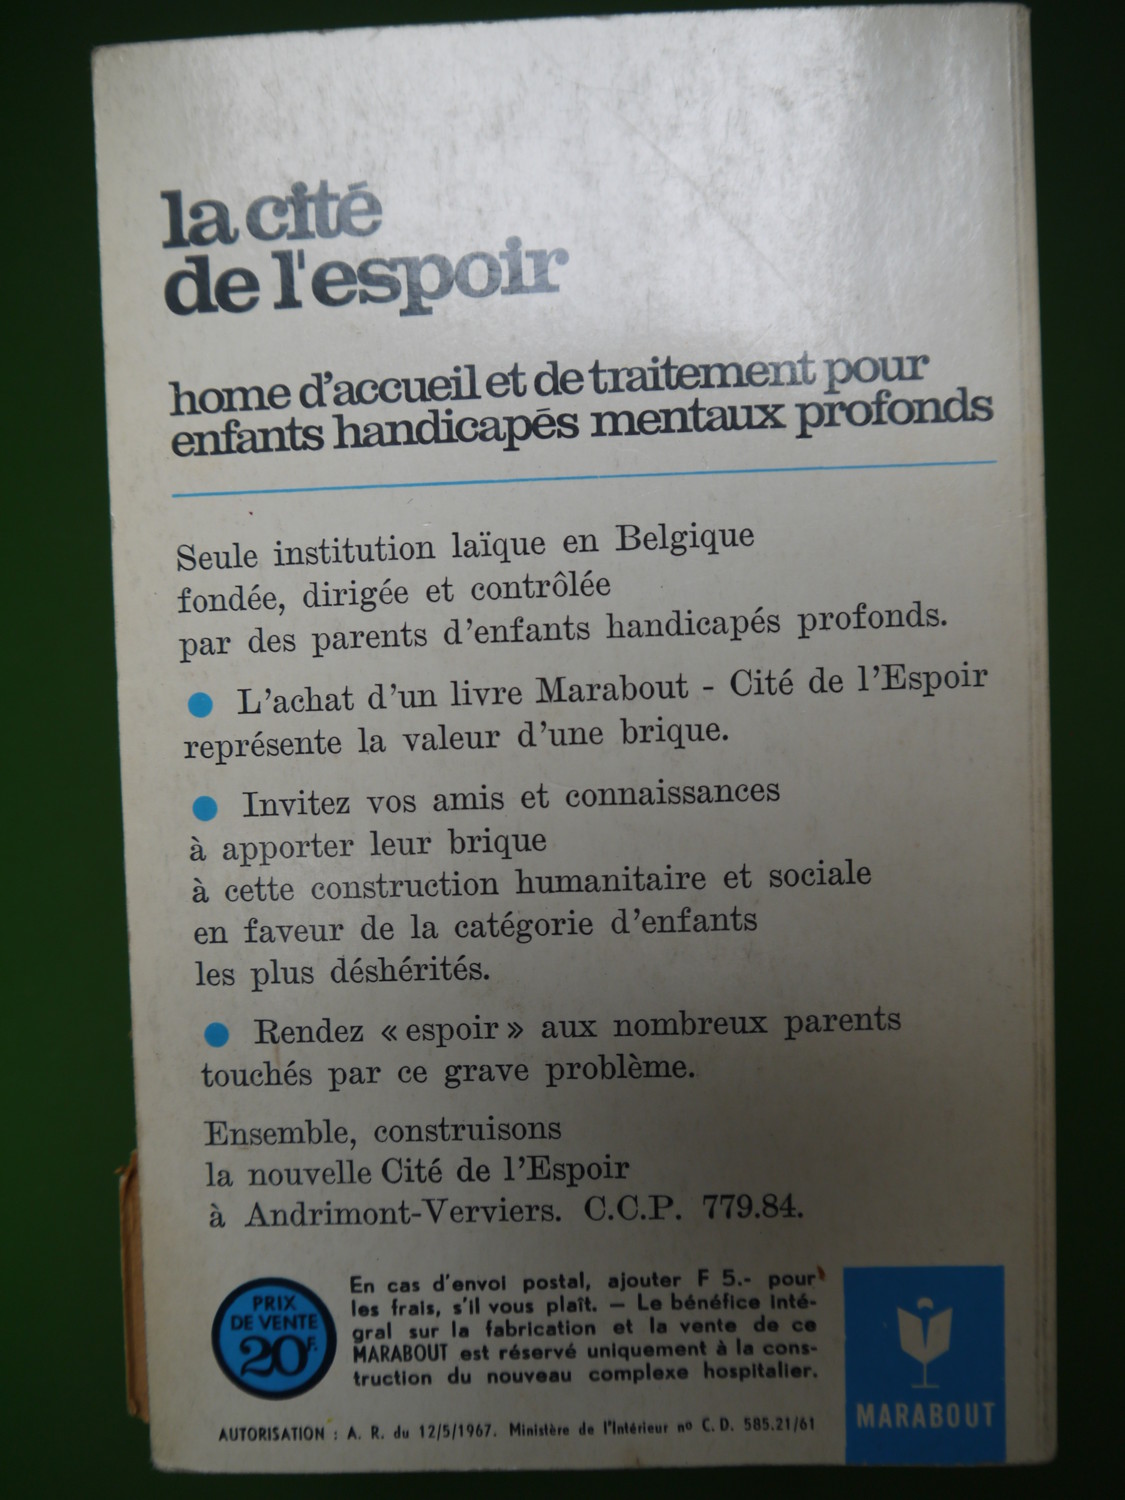 la cité
de l'espoir
home d'accueil et de traitement pour
enfants handicapés mentaux profonds
Seule institution laïque en Belgique
fondée, dirigée et contrôlée
par des parents d'enfants handicapés profonds.
● L'achat d'un livre Marabout - Cité de l'Espoir
représente la valeur d'une brique.
● Invitez vos amis et connaissances
à apporter leur brique
à cette construction humanitaire et sociale
en faveur de la catégorie d'enfants
les plus déshérités.
● Rendez « espoir » aux nombreux parents
touchés par ce grave problème.
Ensemble, construisons
la nouvelle Cité de l'Espoir
à Andrimont-Verviers. C.C.P. 779.84.
PRIX
DE VENTE
20F.
En cas d'envoi postal, ajouter F 5.- pour
les frais, s'il vous plaît. — Le bénéfice inté-
gral sur la fabrication et la vente de ce
MARABOUT est réservé uniquement à la cons-
truction du nouveau complexe hospitalier.
AUTORISATION : A. R. du 12/5/1967. Ministère de l'Intérieur nº C. D. 585.21/61
MARABOUT